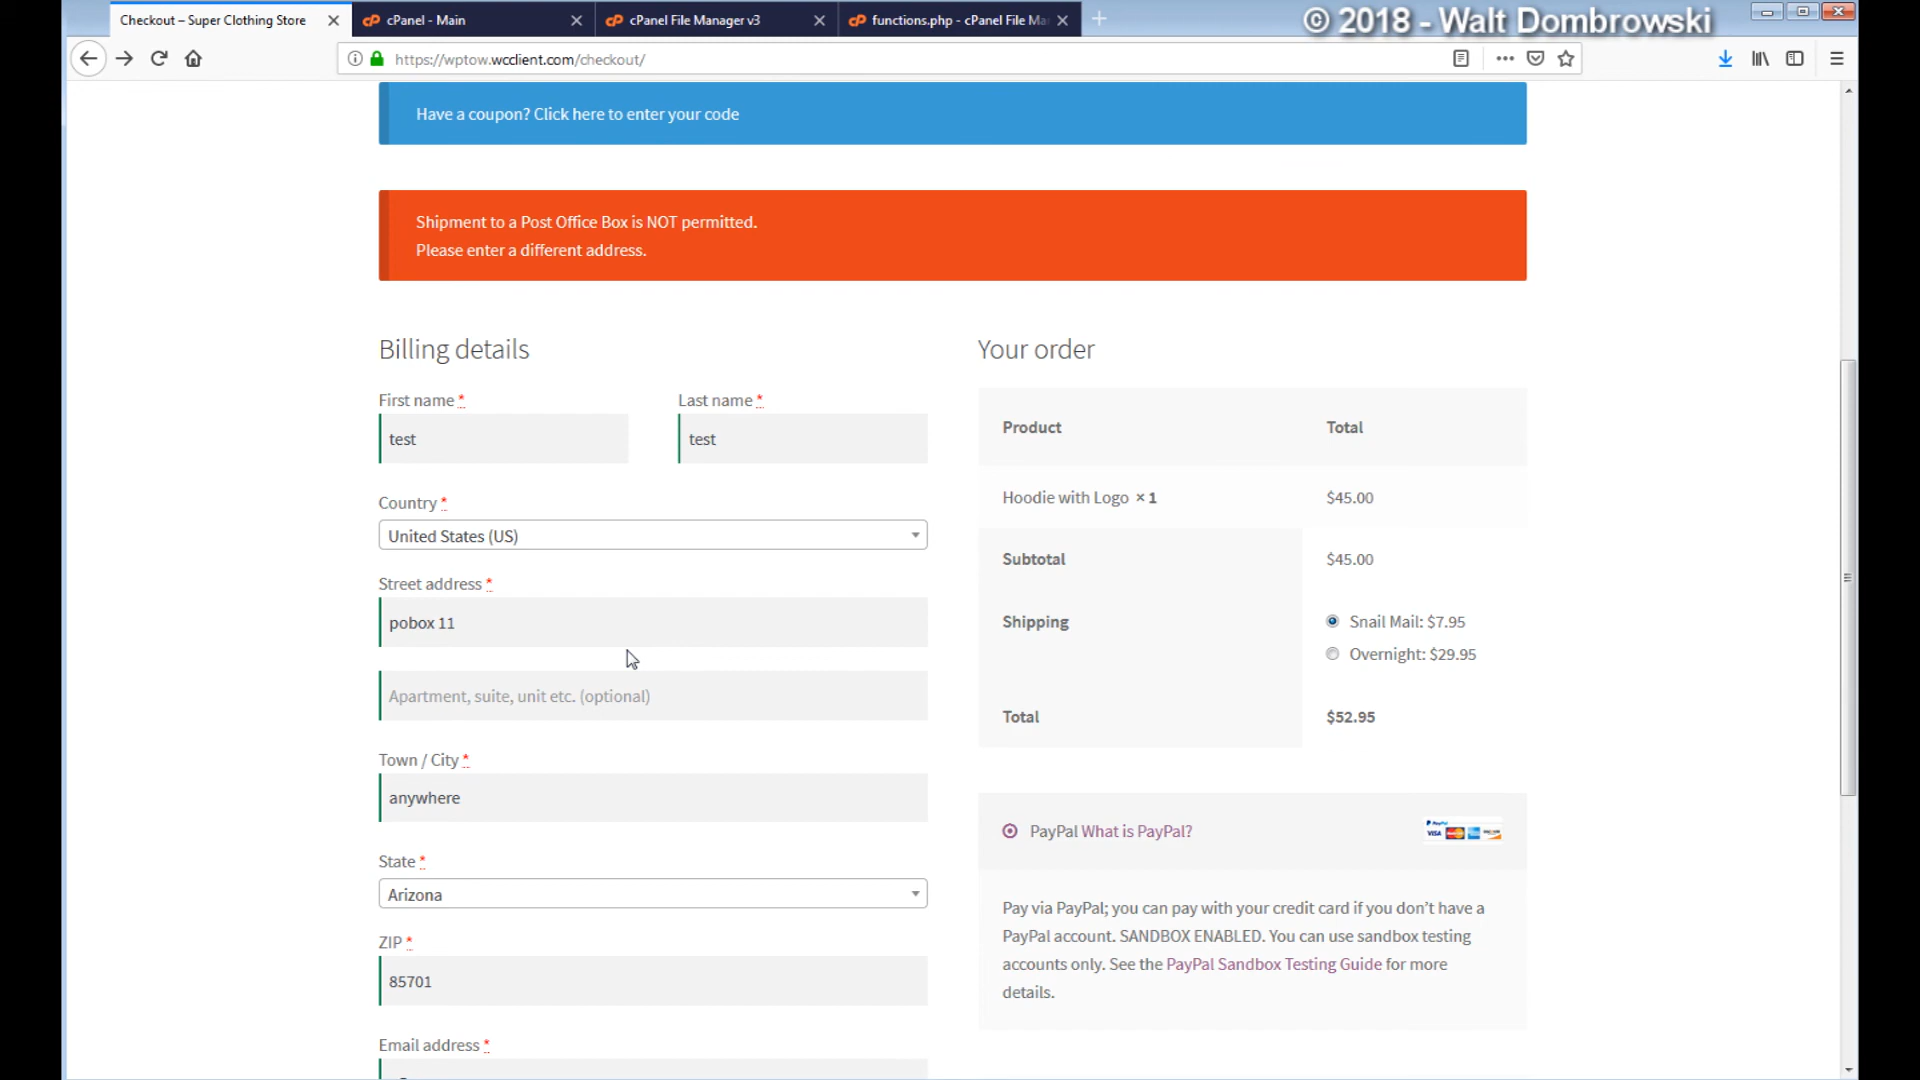 Checkout – Super Clothing Store
cPanel - Main
cPanel File Manager v3
functions.php - cPanel File Ma
© 2018 - Walt Dombrowski
https://wptow.wcclient.com/checkout/
Have a coupon? Click here to enter your code
Shipment to a Post Office Box is NOT permitted.
Please enter a different address.
Billing details
First name *
Last name *
test
test
Country *
United States (US)
Street address *
pobox 11
Apartment, suite, unit etc. (optional)
Town / City *
anywhere
State *
Arizona
ZIP *
85701
Email address *
Your order
Product Total
Hoodie with Logo × 1 $45.00
Subtotal $45.00
Shipping
Snail Mail: $7.95
Overnight: $29.95
Total $52.95
PayPal What is PayPal?
PayPal
VISA
Pay via PayPal; you can pay with your credit card if you don’t have a
PayPal account. SANDBOX ENABLED. You can use sandbox testing
accounts only. See the PayPal Sandbox Testing Guide for more
details.